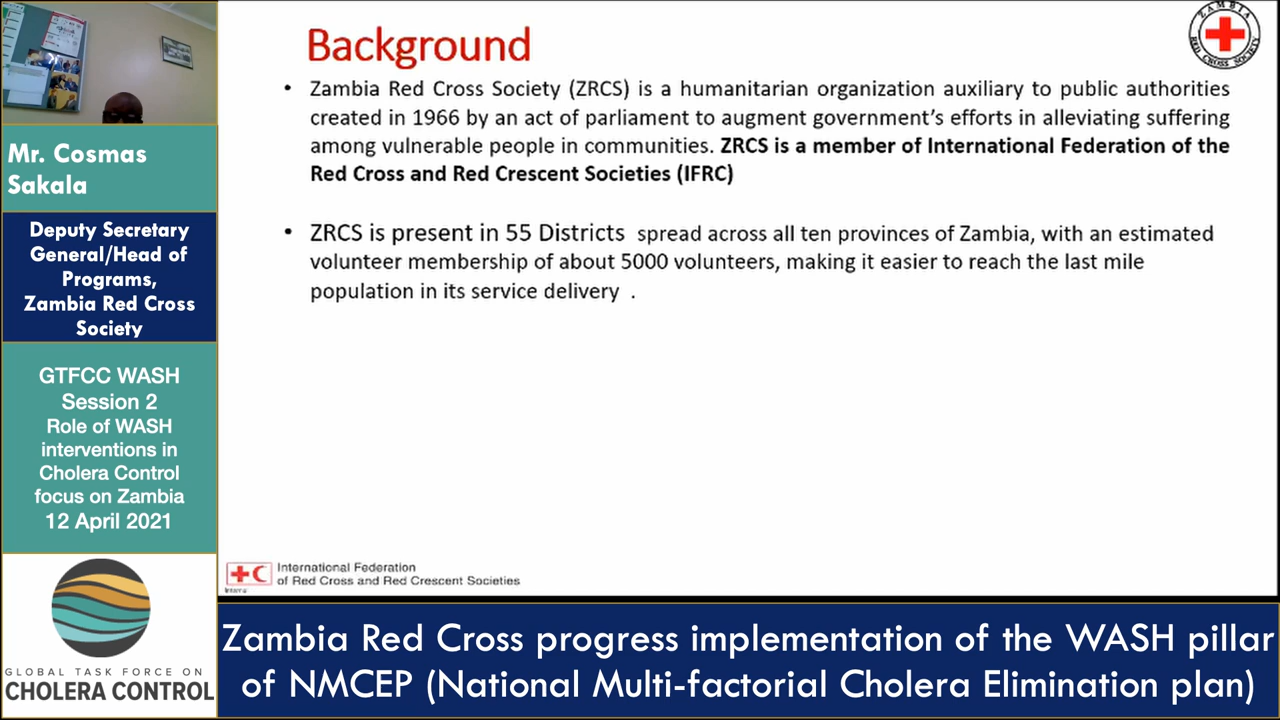 Background
ZAMBIA
RED CROSS SOCIETY
• Zambia Red Cross Society (ZRCS) is a humanitarian organization auxiliary to public authorities
created in 1966 by an act of parliament to augment government's efforts in alleviating suffering
among vulnerable people in communities. ZRCS is a member of International Federation of the
Red Cross and Red Crescent Societies (IFRC)
• ZRCS is present in 55 Districts spread across all ten provinces of Zambia, with an estimated
volunteer membership of about 5000 volunteers, making it easier to reach the last mile
population in its service delivery .
International Federation
of Red Cross and Red Crescent Societies
Mr. Cosmas
Sakala
Deputy Secretary
General/Head of
Programs,
Zambia Red Cross
Society
GTFCC WASH
Session 2
Role of WASH
interventions in
Cholera Control
focus on Zambia
12 April 2021
GLOBAL TASK FORCE ON
CHOLERA CONTROL
Zambia Red Cross progress implementation of the WASH pillar
of NMCEP (National Multi-factorial Cholera Elimination plan)